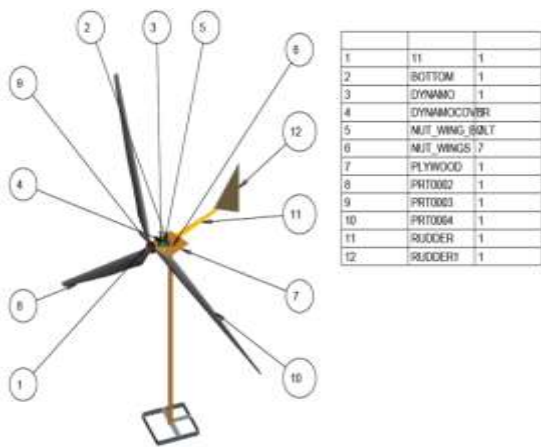 2 3 5 6
9
12
4
11
8 7
1 10
1 11 1
2 BOTTOM 1
3 DYNAMO 1
4 DYNAMOCOVER
5 NUT_WING_BOLT
6 NUT_WINGS 7
7 PLYWOOD 1
8 PRT0002 1
9 PRT0003 1
10 PRT0004 1
11 RUDDER 1
12 RUDDER1 1